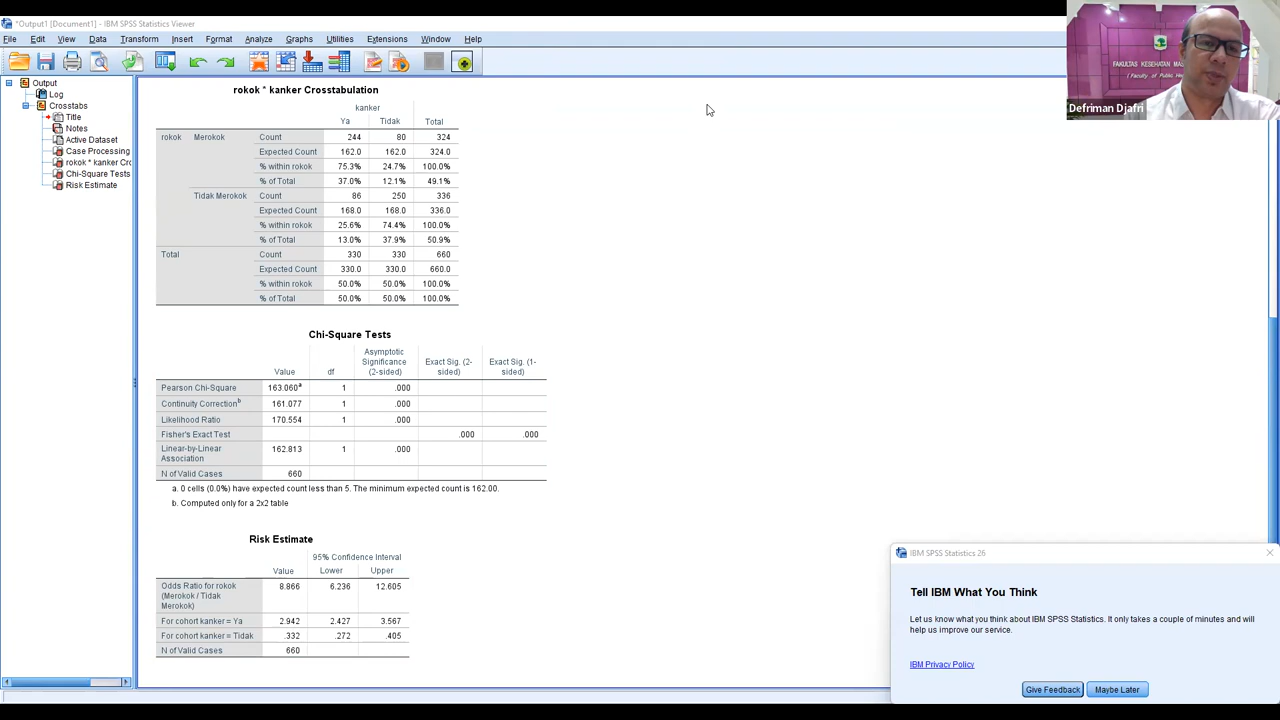 *Output1 [Document1] - IBM SPSS Statistics Viewer
File Edit View Data Transform Insert Format Analyze Graphs Utilities Extensions Window Help
Output
Log
Crosstabs
Title
Notes
Active Dataset
Case Processing
rokok * kanker Cro
Chi-Square Tests
Risk Estimate
rokok * kanker Crosstabulation
kanker
Ya Tidak Total
rokok Merokok Count 244 80 324
Expected Count 162.0 162.0 324.0
% within rokok 75.3% 24.7% 100.0%
% of Total 37.0% 12.1% 49.1%
Tidak Merokok Count 86 250 336
Expected Count 168.0 168.0 336.0
% within rokok 25.6% 74.4% 100.0%
% of Total 13.0% 37.9% 50.9%
Total Count 330 330 660
Expected Count 330.0 330.0 660.0
% within rokok 50.0% 50.0% 100.0%
% of Total 50.0% 50.0% 100.0%
Chi-Square Tests
Asymptotic
Significance
(2-sided)
Exact Sig. (2-
sided)
Exact Sig. (1-
sided)
Value df
Pearson Chi-Square 163.060a 1 .000
Continuity Correctionb 161.077 1 .000
Likelihood Ratio 170.554 1 .000
Fisher's Exact Test .000 .000
Linear-by-Linear
Association 162.813 1 .000
N of Valid Cases 660
a. 0 cells (0.0%) have expected count less than 5. The minimum expected count is 162.00.
b. Computed only for a 2x2 table
Risk Estimate
95% Confidence Interval
Value Lower Upper
Odds Ratio for rokok
(Merokok / Tidak
Merokok) 8.866 6.236 12.605
For cohort kanker = Ya 2.942 2.427 3.567
For cohort kanker = Tidak .332 .272 .405
N of Valid Cases 660
FAKULTAS KESEHATAN MAS
(Faculty of Public He
Defriman Djafri
IBM SPSS Statistics 26
Tell IBM What You Think
Let us know what you think about IBM SPSS Statistics. It only takes a couple of minutes and will
help us improve our service.
IBM Privacy Policy
Give Feedback Maybe Later